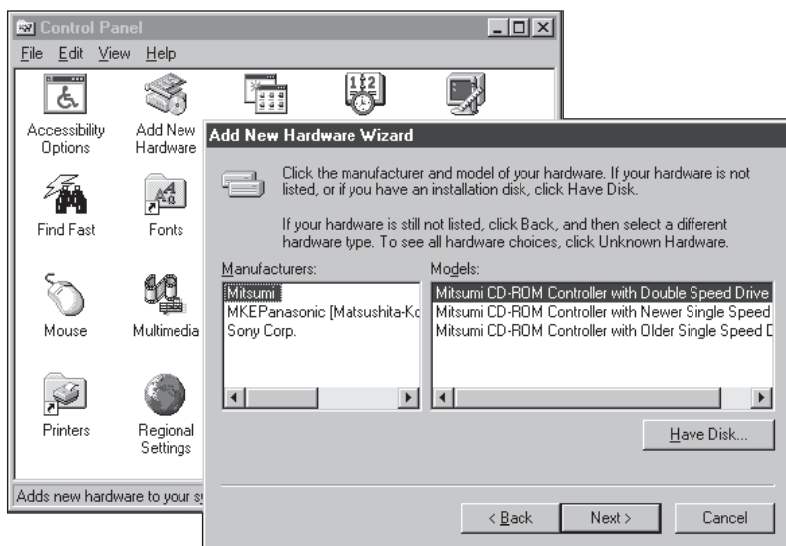 Control Panel
File Edit View Help
Accessibility Options
Add New Hardware
Find Fast
Fonts
Mouse
Multimedia
Printers
Regional Settings
Adds new hardware to your
Add New Hardware Wizard
Click the manufacturer and model of your hardware. If your hardware is not
listed, or if you have an installation disk, click Have Disk.
If your hardware is still not listed, click Back, and then select a different
hardware type. To see all hardware choices, click Unknown Hardware.
Manufacturers:
Mitsumi
MKEPanasonic [Matsushita-Ko
Sony Corp.
Models:
Mitsumi CD-ROM Controller with Double Speed Drive
Mitsumi CD-ROM Controller with Newer Single Speed
Mitsumi CD-ROM Controller with Older Single Speed D
Have Disk...
< Back
Next >
Cancel